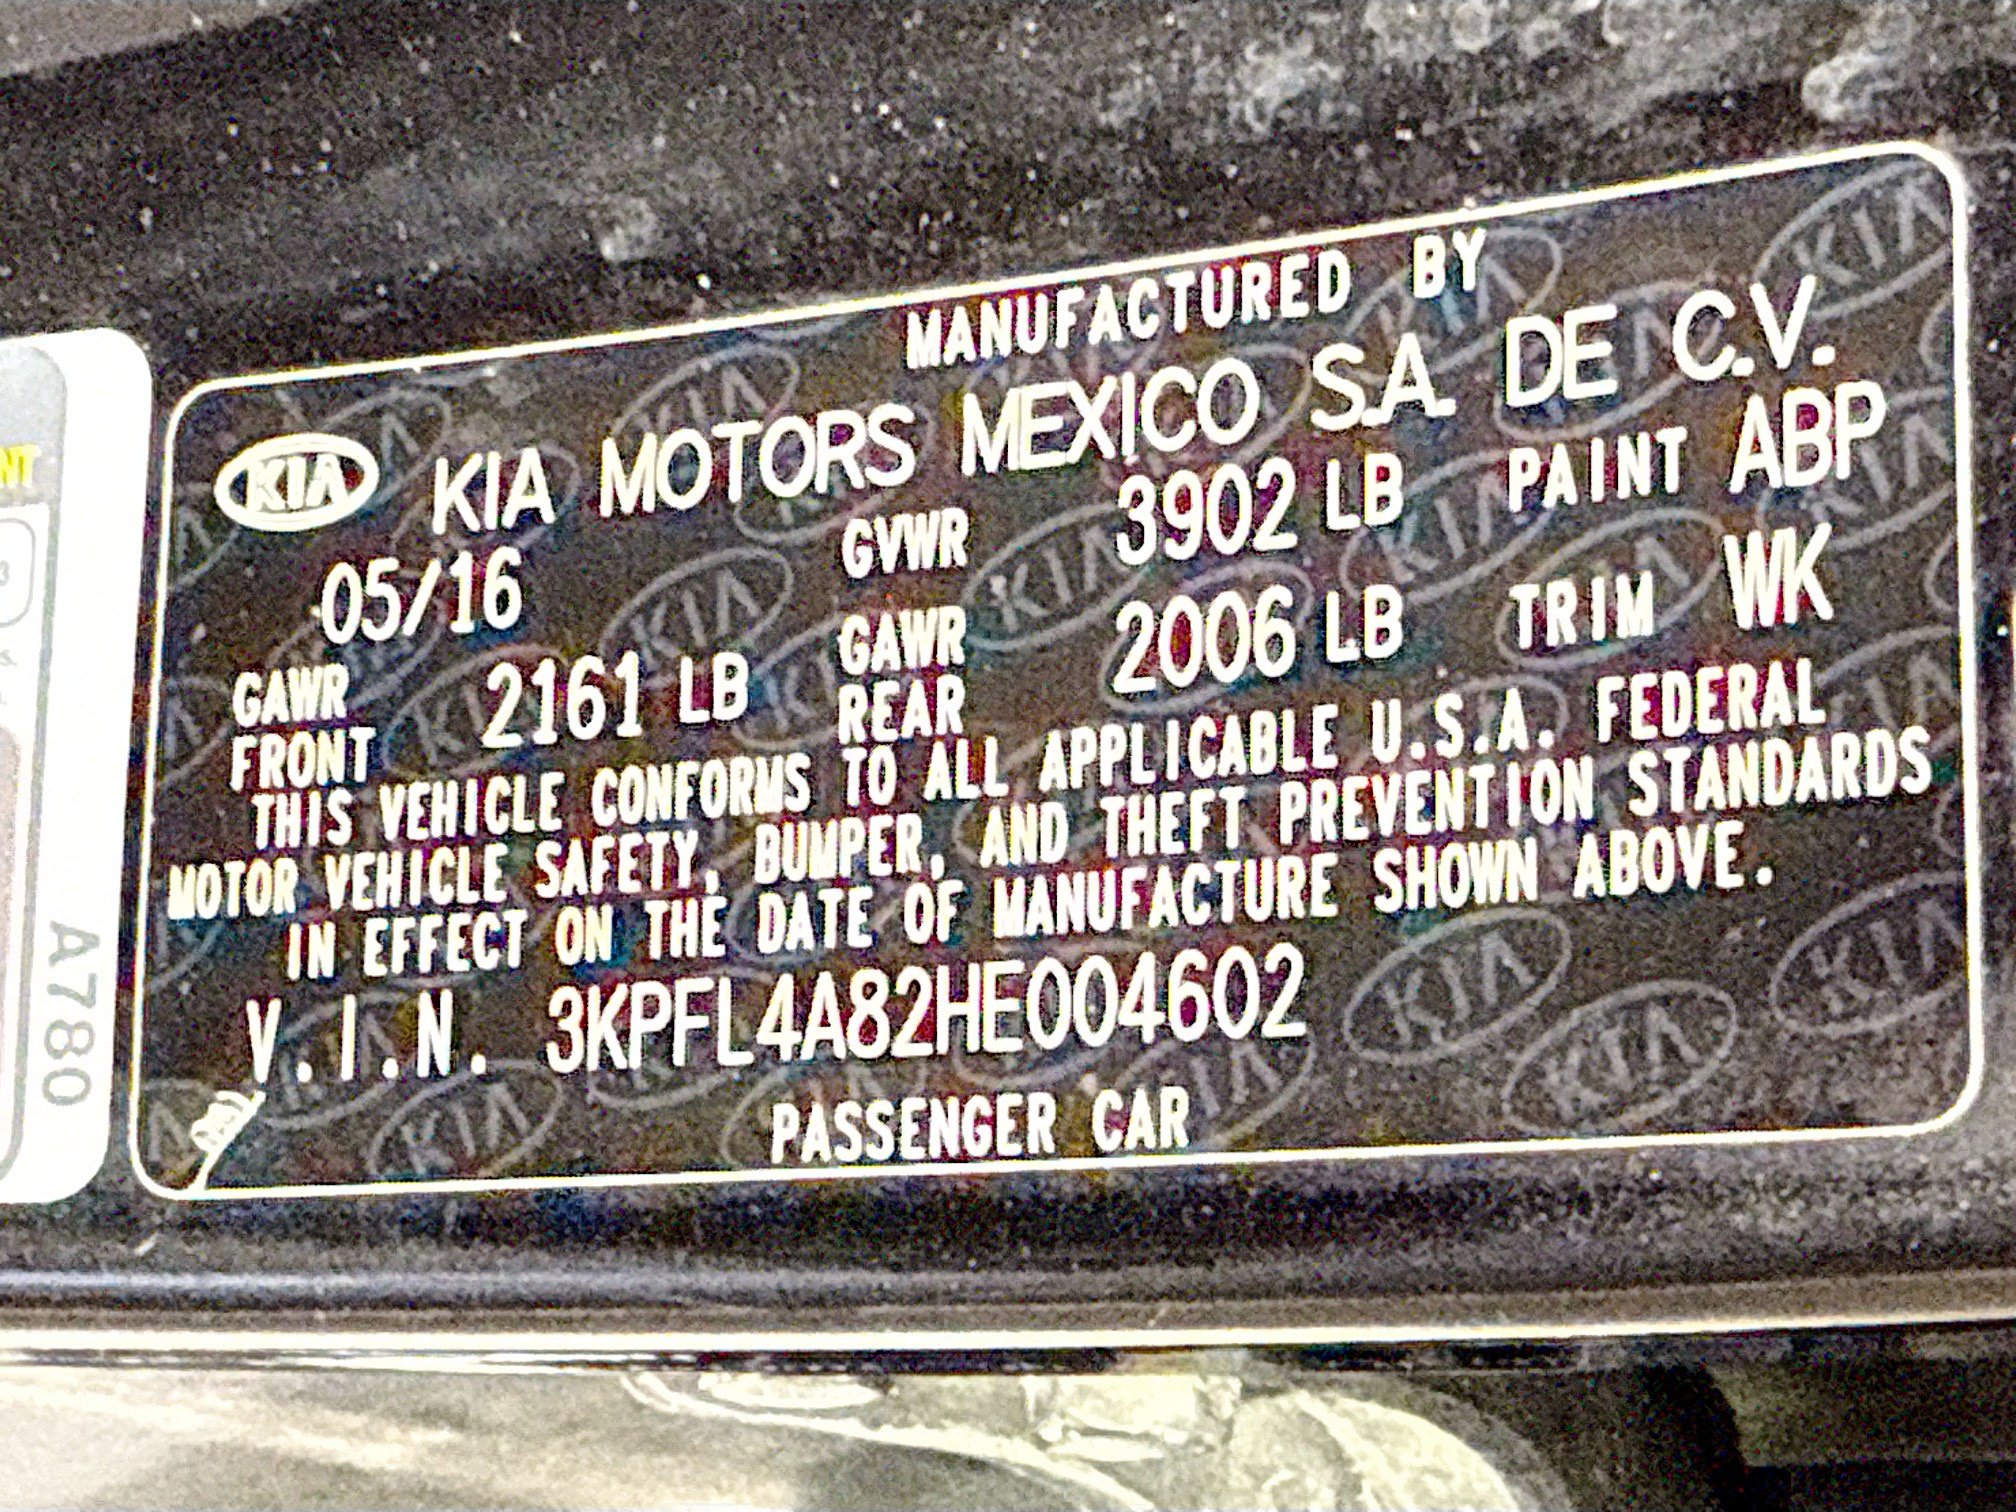 MANUFACTURED BY
KIA KIA MOTORS MEXICO S.A. DE C.V.
05/16 GVWR 3902 LB PAINT ABP
GAWR FRONT 2161 LB GAWR REAR 2006 LB TRIM WK
THIS VEHICLE CONFORMS TO ALL APPLICABLE U.S.A. FEDERAL
MOTOR VEHICLE SAFETY, BUMPER, AND THEFT PREVENTION STANDARDS
IN EFFECT ON THE DATE OF MANUFACTURE SHOWN ABOVE.
V.I.N. 3KPFL4A82HE004602
PASSENGER CAR
A780
NT